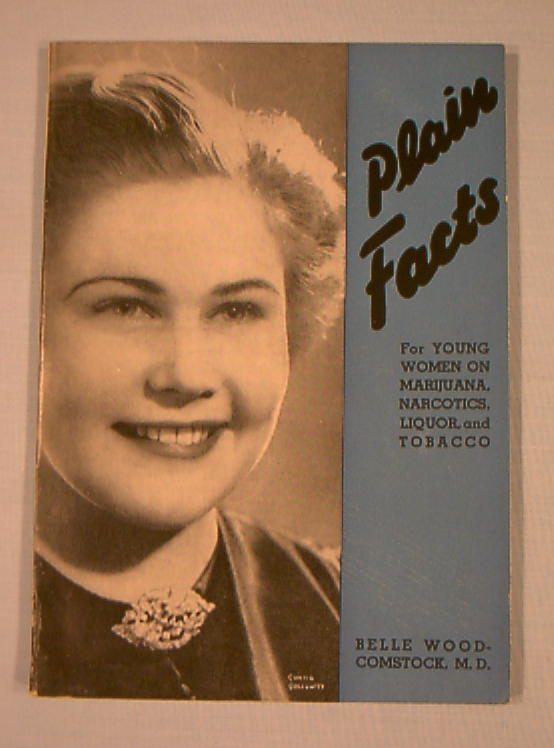 Plain
Facts
For YOUNG
WOMEN ON
MARIJUANA,
NARCOTICS,
LIQUOR, and
TOBACCO
BELLE WOOD-
COMSTOCK, M. D.